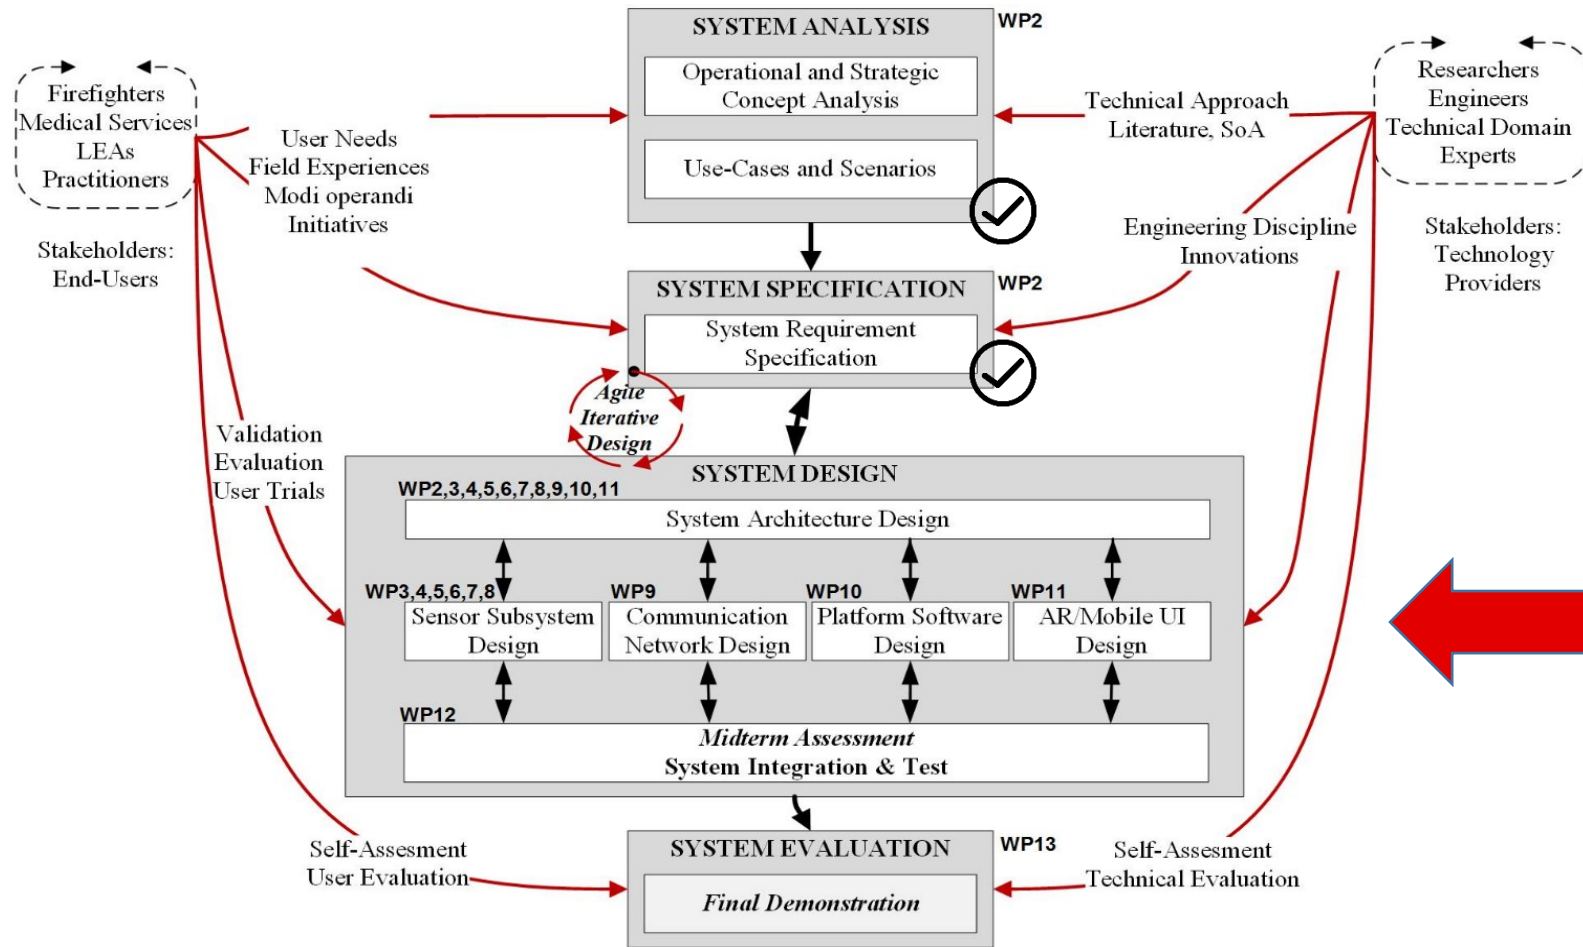 SYSTEM ANALYSIS
WP2
Operational and Strategic
Concept Analysis
Use-Cases and Scenarios
Firefighters
Medical Services
LEAs
Practitioners
Stakeholders:
End-Users
User Needs
Field Experiences
Modi operandi
Initiatives
Technical Approach
Literature, SoA
Researchers
Engineers
Technical Domain
Experts
Stakeholders:
Technology
Providers
Engineering Discipline
Innovations
SYSTEM SPECIFICATION
WP2
System Requirement
Specification
Agile
Iterative
Design
Validation
Evaluation
User Trials
SYSTEM DESIGN
WP2,3,4,5,6,7,8,9,10,11
System Architecture Design
WP3,4,5,6,7,8
Sensor Subsystem
Design
WP9
Communication
Network Design
WP10
Platform Software
Design
WP11
AR/Mobile UI
Design
WP12
Midterm Assessment
System Integration & Test
SYSTEM EVALUATION
WP13
Final Demonstration
Self-Assesment
User Evaluation
Self-Assesment
Technical Evaluation